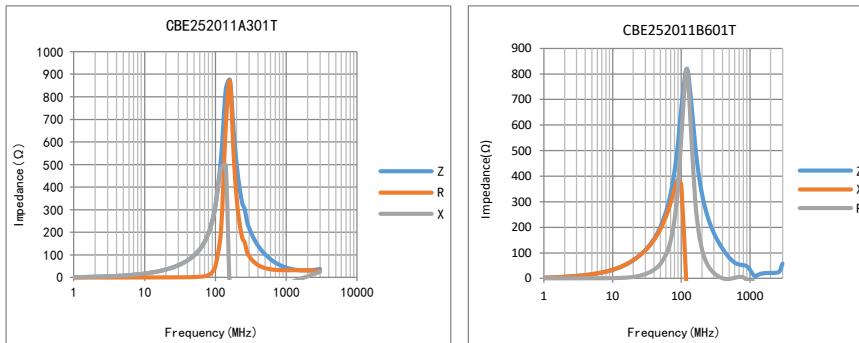 CBE252011A301T
Impedance(Ω)
1000
900
800
700
600
500
400
300
200
100
0
1 10 100 1000 10000
Frequency(MHz)
Z
R
X
CBE252011B601T
Impedance(Ω)
900
800
700
600
500
400
300
200
100
0
1 10 100 1000
Frequency(MHz)
Z
X